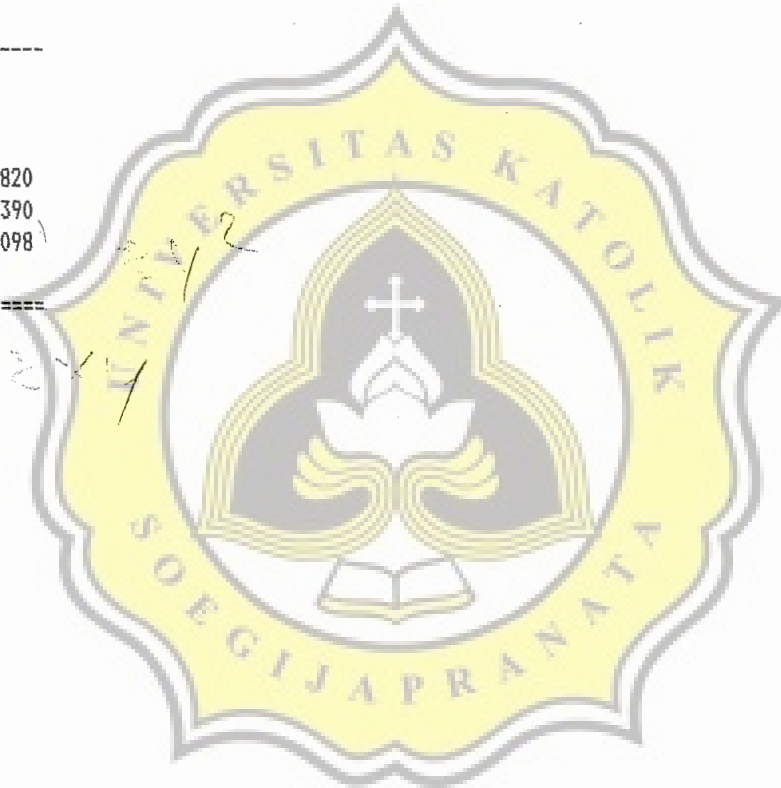 ----
820
390
098
====
UNIVERSITAS KATOLIK
SOEGIJAPRANATA